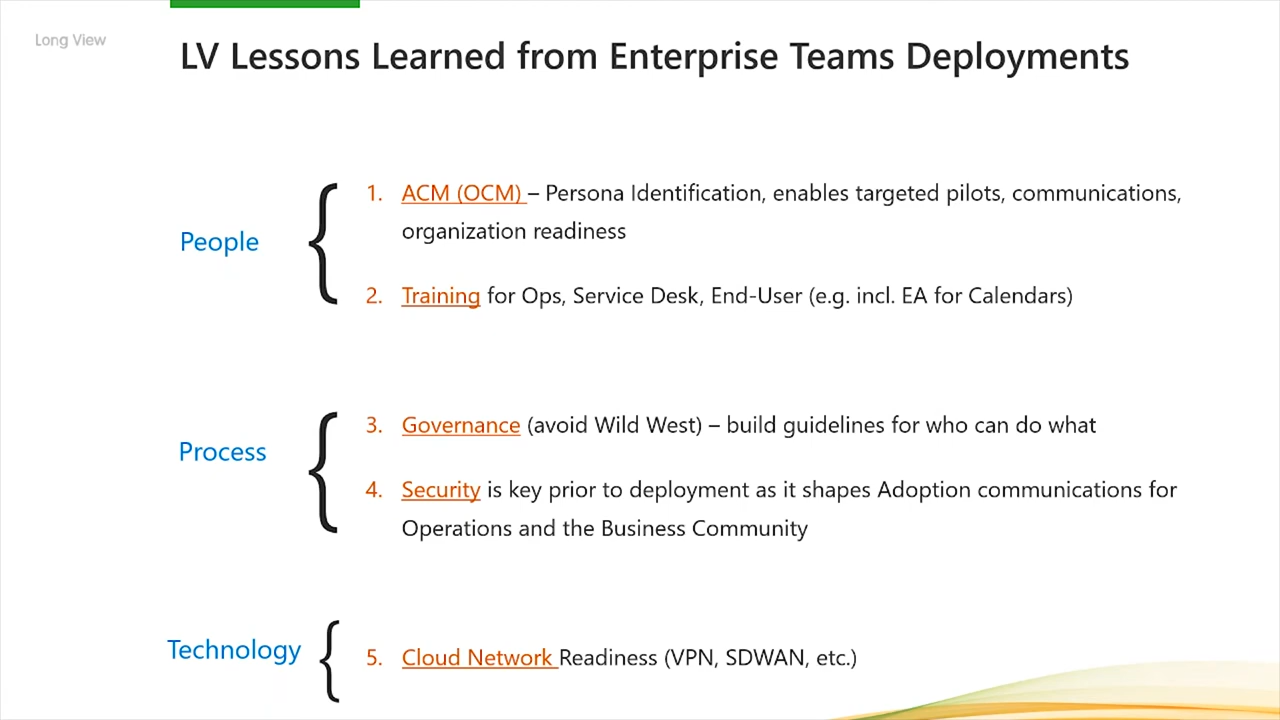 Long View
LV Lessons Learned from Enterprise Teams Deployments
People
1. ACM (OCM) – Persona Identification, enables targeted pilots, communications,
organization readiness
2. Training for Ops, Service Desk, End-User (e.g. incl. EA for Calendars)
Process
3. Governance (avoid Wild West) – build guidelines for who can do what
4. Security is key prior to deployment as it shapes Adoption communications for
Operations and the Business Community
Technology
5. Cloud Network Readiness (VPN, SDWAN, etc.)